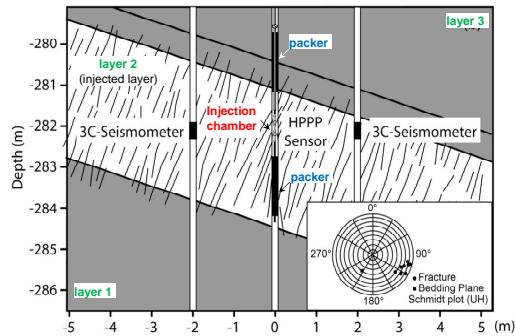 layer 3
-280
packer
layer 2
(injected layer)
-281
Injection
chamber
HPPP
Sensor
3C-Seismometer
3C-Seismometer
-282
Depth (m)
-283
packer
-284
0°
270°
90°
180°
Fracture
Bedding Plane
Schmidt plot (UH)
-285
layer 1
-286
-5 -4 -3 -2 -1 0 1 2 3 4 5 (m)